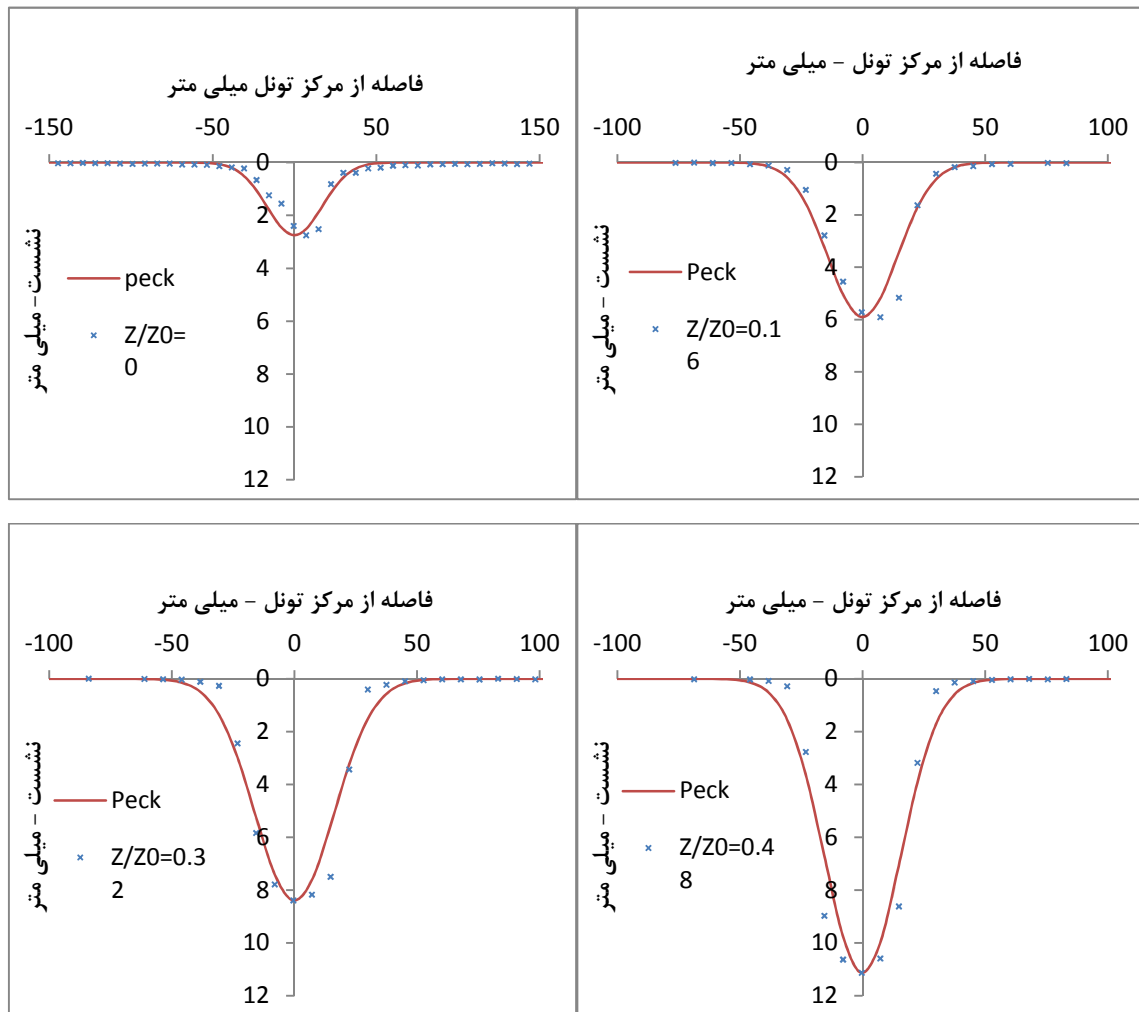 فاصله از مرکز تونل میلی متر
-150 -50 50 150
0
2
4
6
8
10
12
نشست- میلی متر
peck
Z/Z0=
0
فاصله از مرکز تونل - میلی متر
-100 -50 0 50 100
0
2
4
6
8
10
12
نشست - میلی متر
Peck
Z/Z0=0.1
6
فاصله از مرکز تونل - میلی متر
-100 -50 0 50 100
0
2
4
6
8
10
12
نشست - میلی متر
Peck
Z/Z0=0.3
2
فاصله از مرکز تونل - میلی متر
-100 -50 0 50 100
0
2
4
6
8
10
12
نشست - میلی متر
Peck
Z/Z0=0.4
8